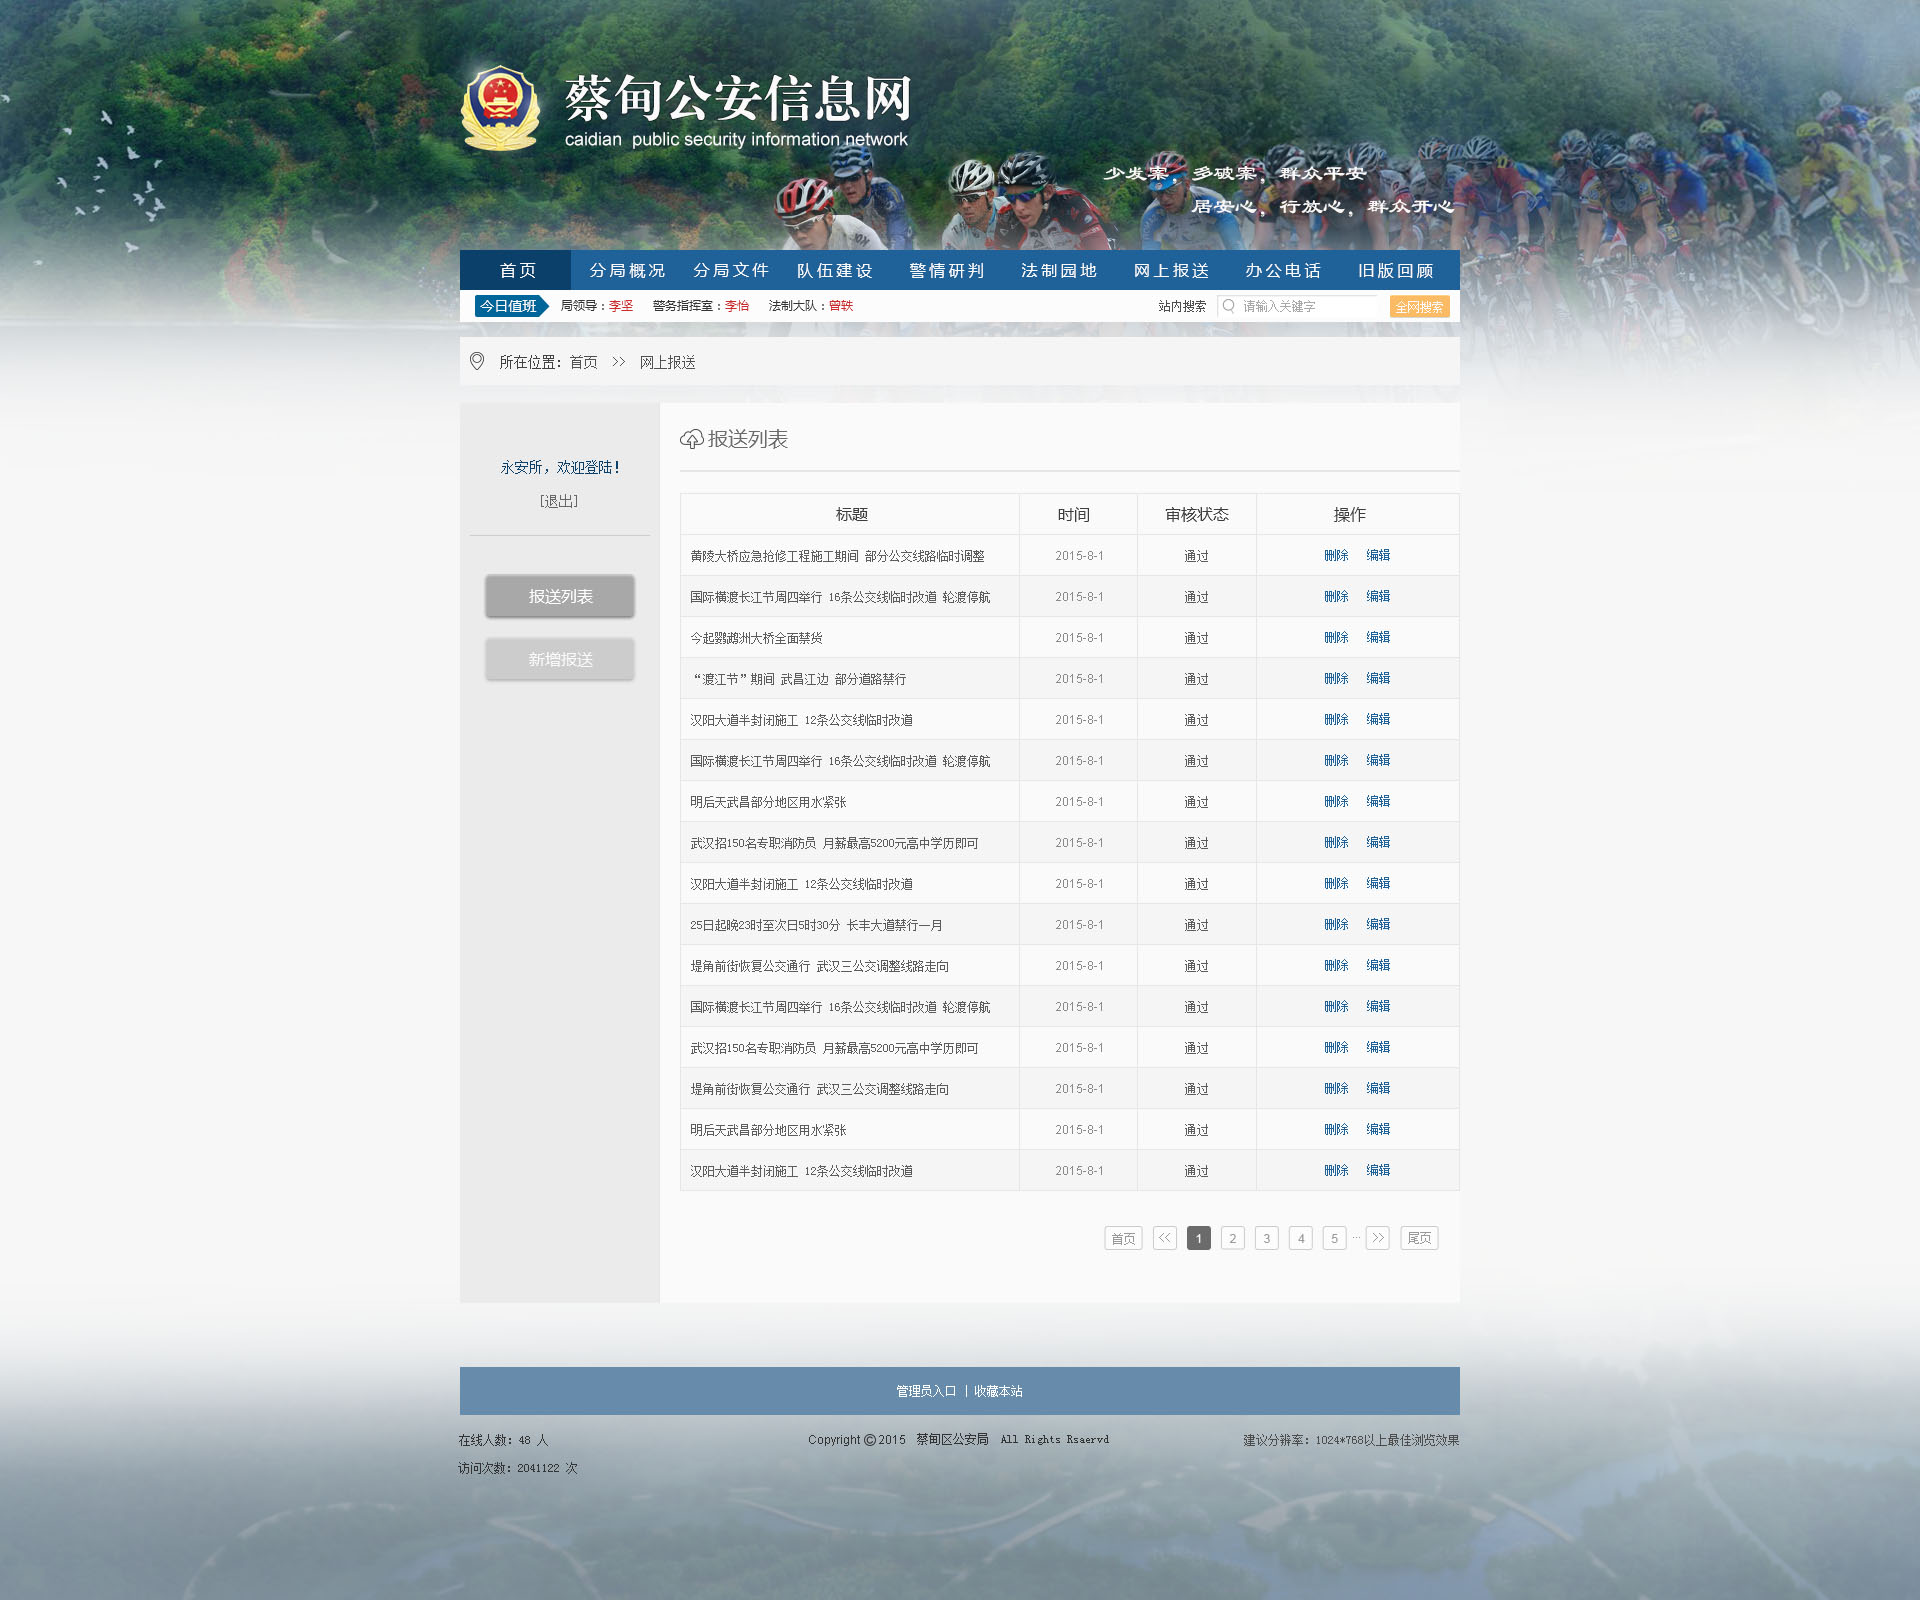 蔡甸公安信息网
caidian public security information network
少发案，多破案，群众平安
居安心，行放心，群众开心
首页 分局概况 分局文件 队伍建设 警情研判 法制园地 网上报送 办公电话 旧版回顾
今日值班 局领导：李坚 警务指挥室：李怡 法制大队：曾轶 站内搜索 请输入关键字 全网搜索
所在位置：首页 >> 网上报送
永安所，欢迎登陆！
[退出]
报送列表
新增报送
报送列表
标题 时间 审核状态 操作
黄陵大桥应急抢修工程施工期间 部分公交线路临时调整 2015-8-1 通过 删除 编辑
国际横渡长江节周四举行 16条公交线临时改道 轮渡停航 2015-8-1 通过 删除 编辑
今起鹦鹉洲大桥全面禁货 2015-8-1 通过 删除 编辑
“渡江节”期间 武昌江边 部分道路禁行 2015-8-1 通过 删除 编辑
汉阳大道半封闭施工 12条公交线临时改道 2015-8-1 通过 删除 编辑
国际横渡长江节周四举行 16条公交线临时改道 轮渡停航 2015-8-1 通过 删除 编辑
明后天武昌部分地区用水紧张 2015-8-1 通过 删除 编辑
武汉招150名专职消防员 月薪最高5200元高中学历即可 2015-8-1 通过 删除 编辑
汉阳大道半封闭施工 12条公交线临时改道 2015-8-1 通过 删除 编辑
25日起晚23时至次日5时30分 长丰大道禁行一月 2015-8-1 通过 删除 编辑
堤角前街恢复公交通行 武汉三公交调整线路走向 2015-8-1 通过 删除 编辑
国际横渡长江节周四举行 16条公交线临时改道 轮渡停航 2015-8-1 通过 删除 编辑
武汉招150名专职消防员 月薪最高5200元高中学历即可 2015-8-1 通过 删除 编辑
堤角前街恢复公交通行 武汉三公交调整线路走向 2015-8-1 通过 删除 编辑
明后天武昌部分地区用水紧张 2015-8-1 通过 删除 编辑
汉阳大道半封闭施工 12条公交线临时改道 2015-8-1 通过 删除 编辑
首页 << 1 2 3 4 5 ... >> 尾页
管理员入口 | 收藏本站
在线人数：48 人 Copyright ©2015 蔡甸区公安局 All Rights Rsaervd 建议分辨率：1024*768以上最佳浏览效果
访问次数：2041122 次